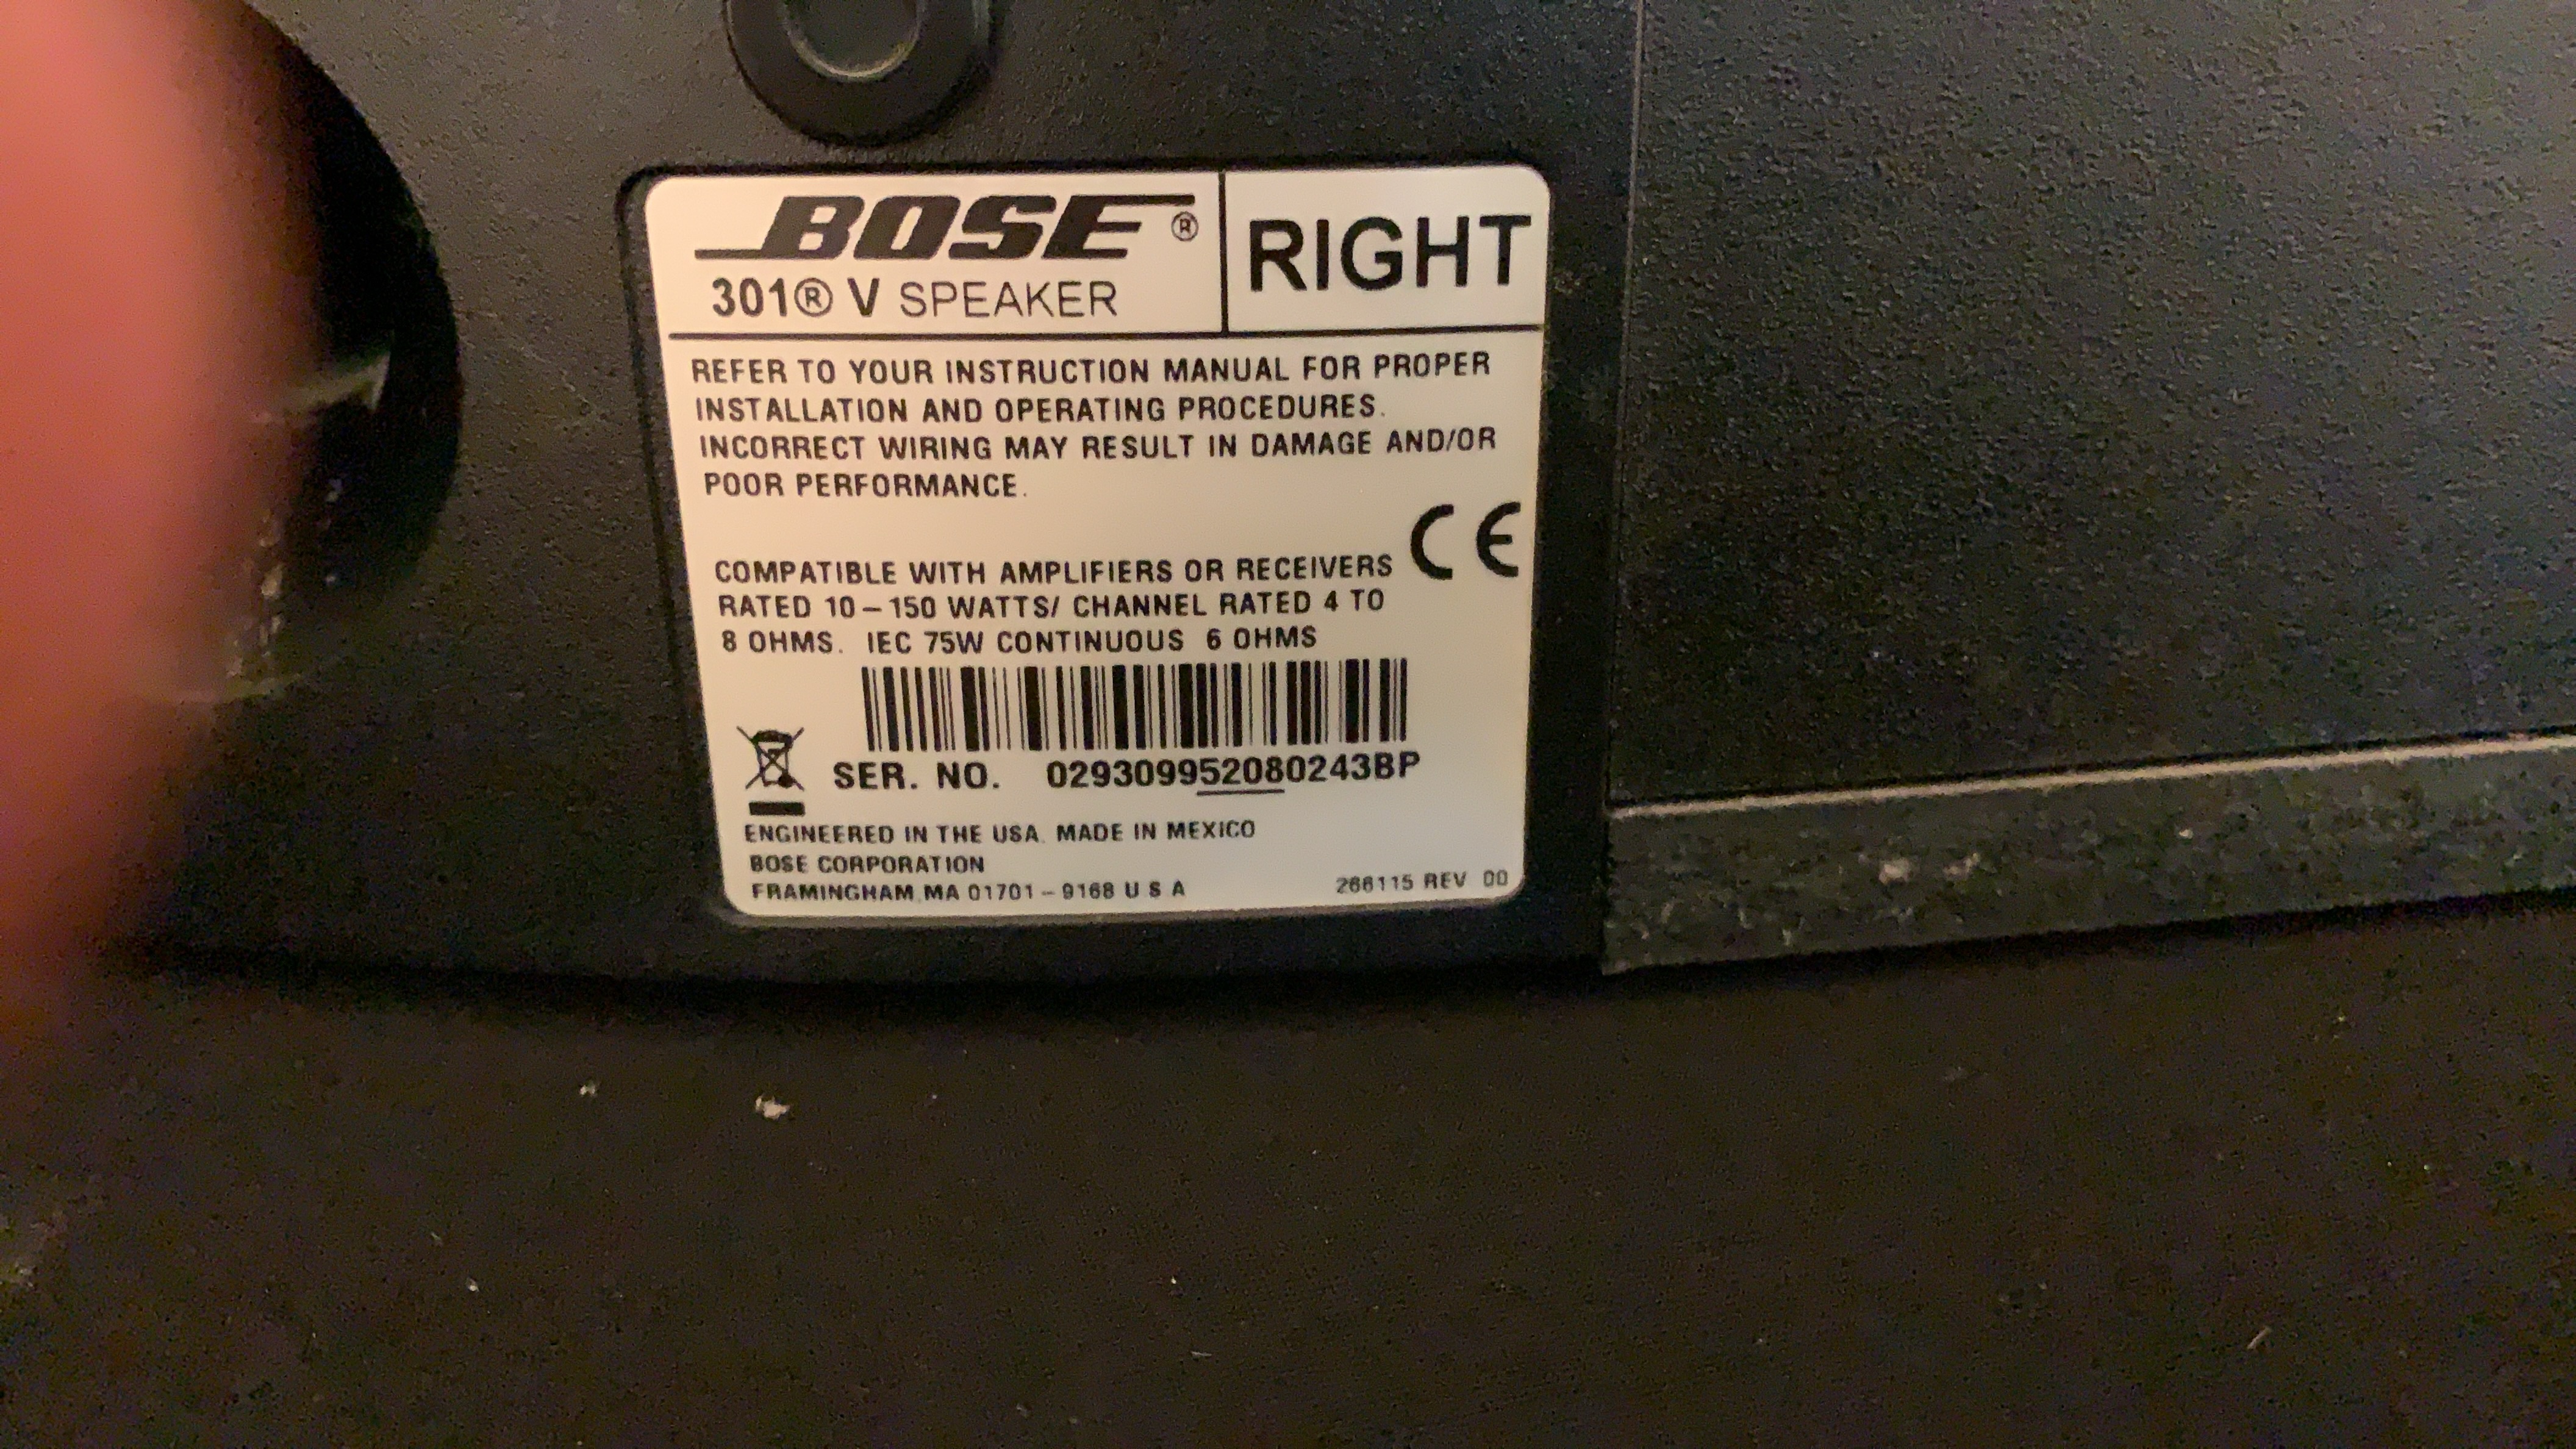 BOSE®
301® V SPEAKER
RIGHT
REFER TO YOUR INSTRUCTION MANUAL FOR PROPER
INSTALLATION AND OPERATING PROCEDURES.
INCORRECT WIRING MAY RESULT IN DAMAGE AND/OR
POOR PERFORMANCE.
CE
COMPATIBLE WITH AMPLIFIERS OR RECEIVERS
RATED 10–150 WATTS/ CHANNEL RATED 4 TO
8 OHMS. IEC 75W CONTINUOUS 6 OHMS
SER. NO. 029309952080243BP
ENGINEERED IN THE USA. MADE IN MEXICO
BOSE CORPORATION
FRAMINGHAM, MA 01701–9168 U S A
266115 REV 00